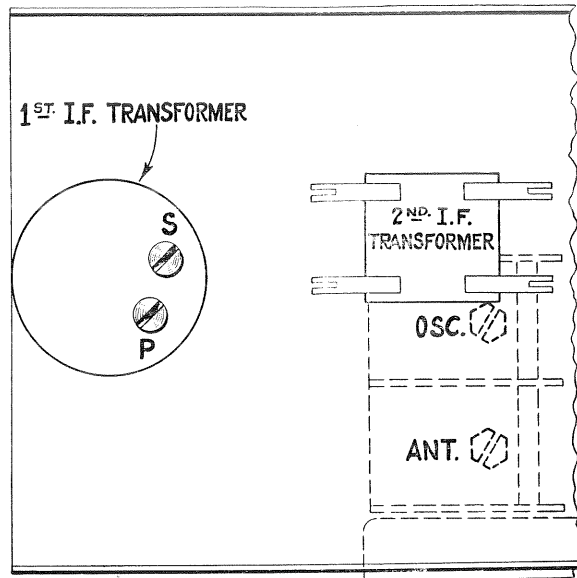 1ST. I.F. TRANSFORMER
S
P
2ND. I.F.
TRANSFORMER
OSC.
ANT.